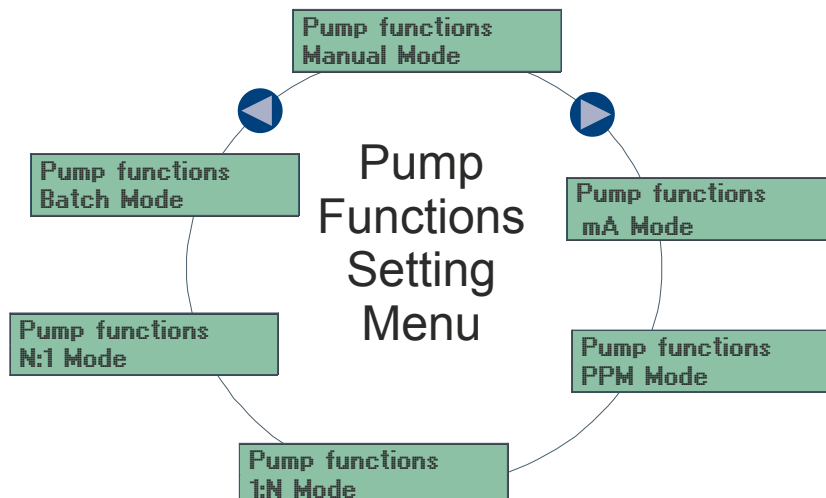 Pump functions
Manual Mode
Pump functions
Batch Mode
Pump
Functions
Setting
Menu
Pump functions
mA Mode
Pump functions
N:1 Mode
Pump functions
PPM Mode
Pump functions
1:N Mode